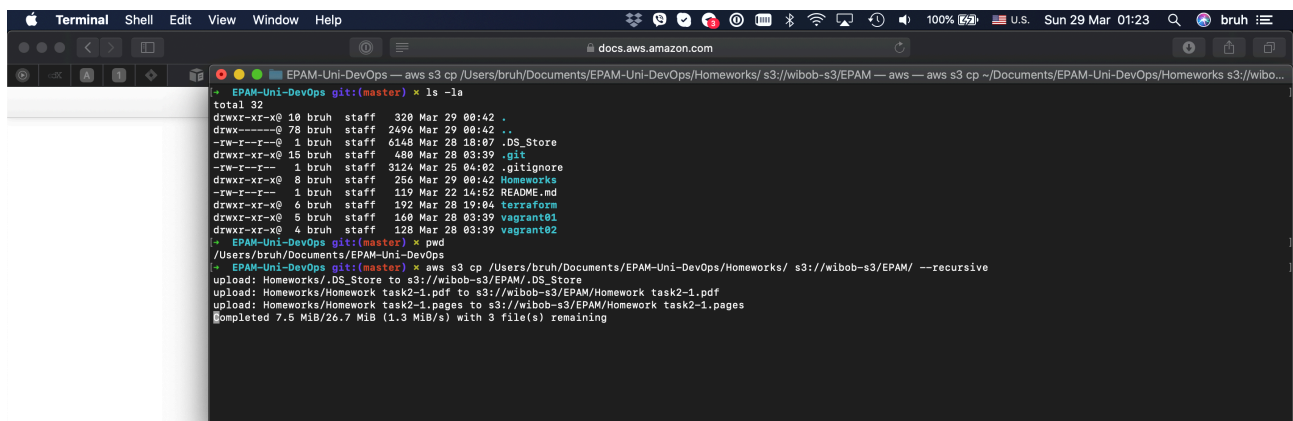 Terminal Shell Edit View Window Help 100% U.S. Sun 29 Mar 01:23 bruh
docs.aws.amazon.com
EPAM-Uni-DevOps — aws s3 cp /Users/bruh/Documents/EPAM-Uni-DevOps/Homeworks/ s3://wibob-s3/EPAM — aws — aws s3 cp ~/Documents/EPAM-Uni-DevOps/Homeworks s3://wibo...
[→ EPAM-Uni-DevOps git:(master) × ls -la ]
total 32
drwxr-xr-x@ 10 bruh staff 320 Mar 29 00:42 .
drwx------@ 78 bruh staff 2496 Mar 29 00:42 ..
-rw-r--r--@ 1 bruh staff 6148 Mar 28 18:07 .DS_Store
drwxr-xr-x@ 15 bruh staff 480 Mar 28 03:39 .git
-rw-r--r-- 1 bruh staff 3124 Mar 25 04:02 .gitignore
drwxr-xr-x@ 8 bruh staff 256 Mar 29 00:42 Homeworks
-rw-r--r-- 1 bruh staff 119 Mar 22 14:52 README.md
drwxr-xr-x@ 6 bruh staff 192 Mar 28 19:04 terraform
drwxr-xr-x@ 5 bruh staff 160 Mar 28 03:39 vagrant01
drwxr-xr-x@ 4 bruh staff 128 Mar 28 03:39 vagrant02
[→ EPAM-Uni-DevOps git:(master) × pwd ]
/Users/bruh/Documents/EPAM-Uni-DevOps
[→ EPAM-Uni-DevOps git:(master) × aws s3 cp /Users/bruh/Documents/EPAM-Uni-DevOps/Homeworks/ s3://wibob-s3/EPAM/ --recursive ]
upload: Homeworks/.DS_Store to s3://wibob-s3/EPAM/.DS_Store
upload: Homeworks/Homework task2-1.pdf to s3://wibob-s3/EPAM/Homework task2-1.pdf
upload: Homeworks/Homework task2-1.pages to s3://wibob-s3/EPAM/Homework task2-1.pages
Completed 7.5 MiB/26.7 MiB (1.3 MiB/s) with 3 file(s) remaining